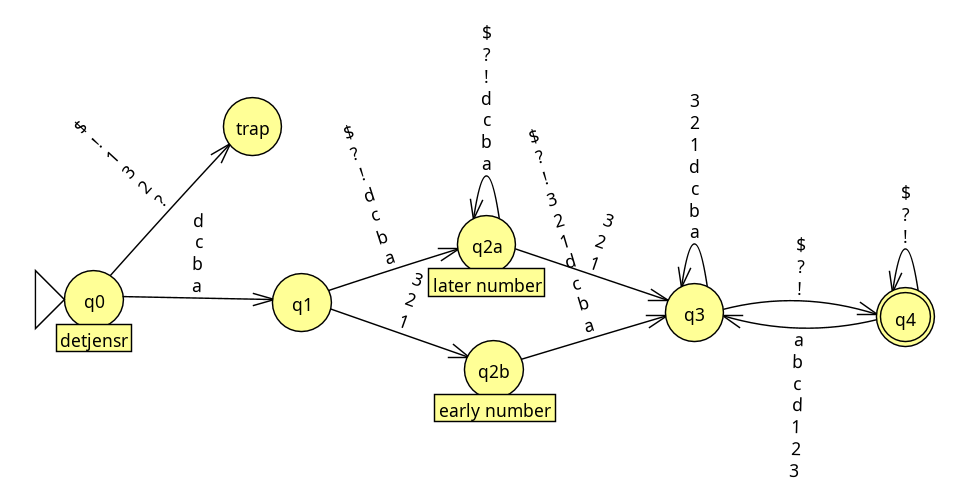 $
!
1
3
2
?
trap
d
c
b
a
q0
detjensr
q1
$
?
!
d
c
b
a
3
2
1
$
?
!
d
c
b
a
q2a
later number
q2b
early number
3
2
1
$
?
!
3
2
1
d
c
b
a
3
2
1
d
c
b
a
q3
$
?
!
a
b
c
d
1
2
3
$
?
!
q4